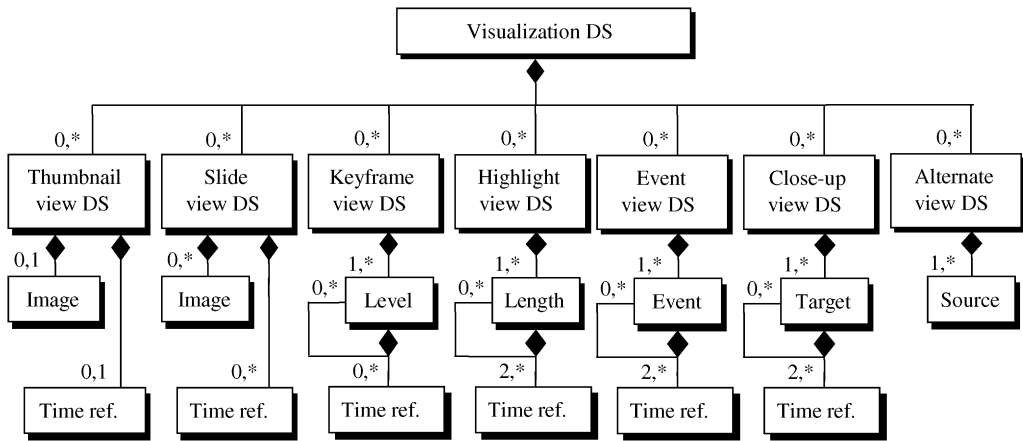 Visualization DS
0,* 0,* 0,* 0,* 0,* 0,* 0,*
Thumbnail view DS
Slide view DS
Keyframe view DS
Highlight view DS
Event view DS
Close-up view DS
Alternate view DS
0,1 0,* 1,* 1,* 1,* 1,* 1,*
Image Image 0,* Level 0,* Length 0,* Event 0,* Target Source
0,1 0,* 0,* 2,* 2,* 2,*
Time ref. Time ref. Time ref. Time ref. Time ref. Time ref.